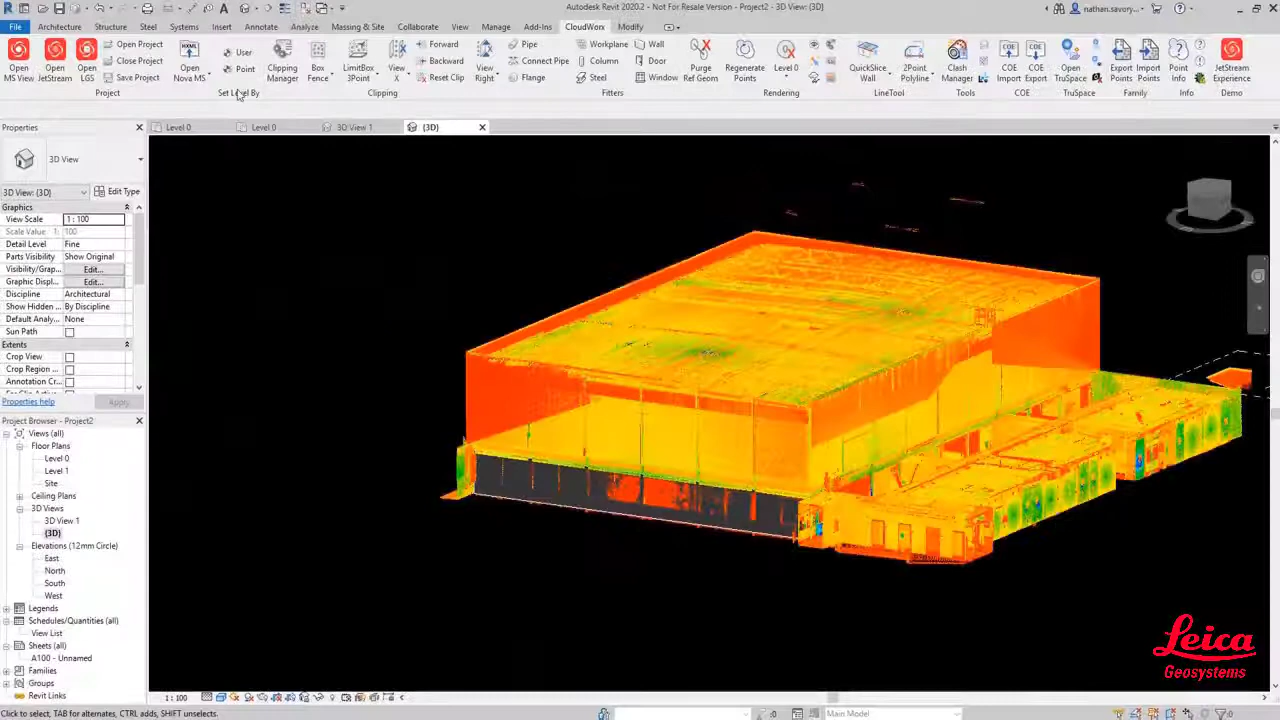 Autodesk Revit 2020.2 - Not For Resale Version - Project2 - 3D View: {3D}
nathan.savory...
File Architecture Structure Steel Systems Insert Annotate Analyze Massing & Site Collaborate View Manage Add-Ins CloudWorx Modify
Open MS View
Open JetStream
Open LGS
Open Project
Close Project
Save Project
Project
Open Nova MS
User
Point
Set Level By
Clipping Manager
Box Fence
LimitBox 3Point
View X
Forward
Backward
Reset Clip
Clipping
View Right
Pipe
Connect Pipe
Flange
Workplane
Column
Steel
Wall
Door
Window
Fitters
Purge Ref Geom
Regenerate Points
Level 0
Rendering
QuickSlice Wall
2Point Polyline
LineTool
Clash Manager
Tools
COE Import
COE Export
COE
Open TruSpace
TruSpace
Export Points
Import Points
Family
Point Info
Info
JetStream Experience
Demo
Properties
Level 0
Level 0
3D View 1
{3D}
3D View
3D View: {3D}
Edit Type
Graphics
View Scale 1 : 100
Scale Value 1: 100
Detail Level Fine
Parts Visibility Show Original
Visibility/Grap... Edit...
Graphic Displ... Edit...
Discipline Architectural
Show Hidden ... By Discipline
Default Analy... None
Sun Path
Extents
Crop View
Crop Region ...
Annotation Cr...
Properties help
Apply
Project Browser - Project2
Views (all)
Floor Plans
Level 0
Level 1
Site
Ceiling Plans
3D Views
3D View 1
{3D}
Elevations (12mm Circle)
East
North
South
West
Legends
Schedules/Quantities (all)
View List
Sheets (all)
A100 - Unnamed
Families
Groups
Revit Links
Leica
Geosystems
1 : 100
Click to select, TAB for alternates, CTRL adds, SHIFT unselects.
:0
Main Model
:0